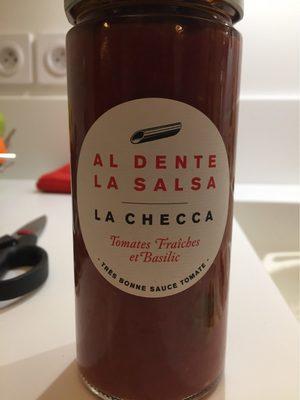 AL DENTE
LA SALSA
LA CHECCA
Tomates Fraîches
et Basilic
- TRÈS BONNE SAUCE TOMATE -